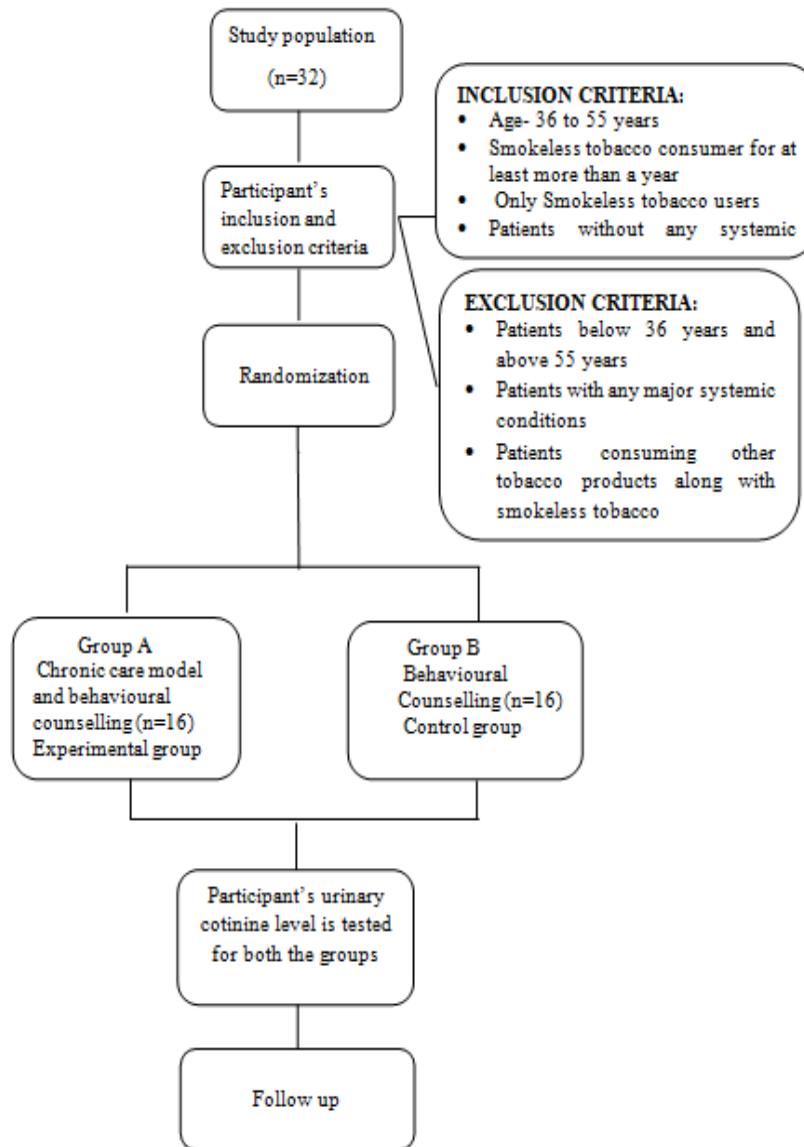 Study population
(n=32)
INCLUSION CRITERIA:
• Age- 36 to 55 years
• Smokeless tobacco consumer for at
least more than a year
• Only Smokeless tobacco users
• Patients without any systemic
Participant’s
inclusion and
exclusion criteria
EXCLUSION CRITERIA:
• Patients below 36 years and
above 55 years
• Patients with any major systemic
conditions
• Patients consuming other
tobacco products along with
smokeless tobacco
Randomization
Group A
Chronic care model
and behavioural
counselling (n=16)
Experimental group
Group B
Behavioural
Counselling (n=16)
Control group
Participant’s urinary
cotinine level is tested
for both the groups
Follow up